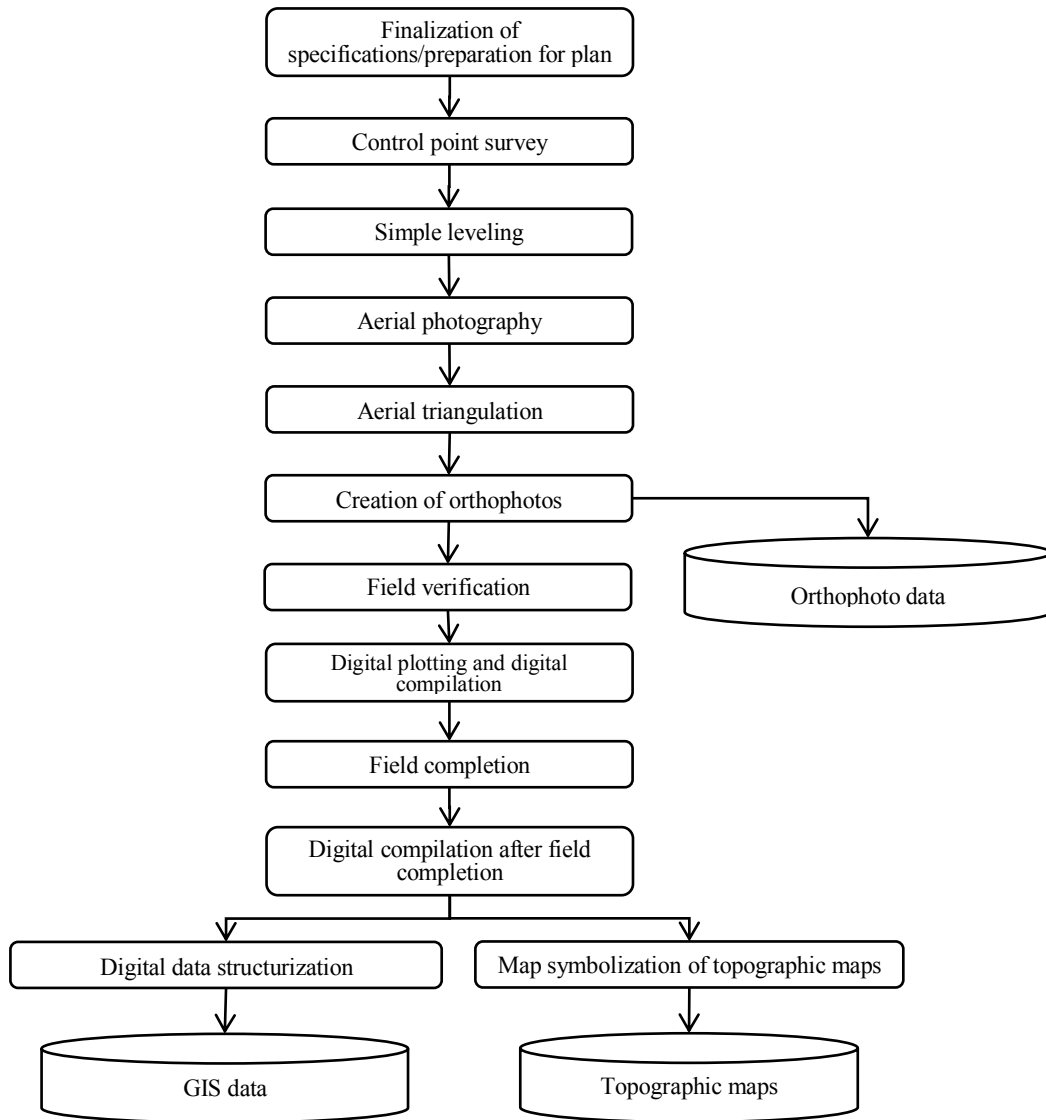 Finalization of
specifications/preparation for plan
Control point survey
Simple leveling
Aerial photography
Aerial triangulation
Creation of orthophotos
Orthophoto data
Field verification
Digital plotting and digital
compilation
Field completion
Digital compilation after field
completion
Digital data structurization
Map symbolization of topographic maps
GIS data
Topographic maps